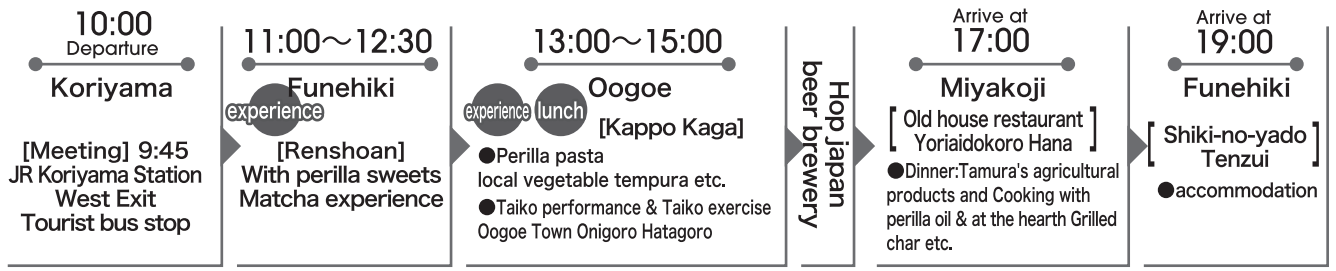 10:00
Departure
Koriyama
[Meeting] 9:45
JR Koriyama Station
West Exit
Tourist bus stop
11:00～12:30
Funehiki
experience
[Renshoan]
With perilla sweets
Matcha experience
13:00～15:00
Oogoe
experience
lunch
[Kappo Kaga]
●Perilla pasta
local vegetable tempura etc.
●Taiko performance & Taiko exercise
Oogoe Town Onigoro Hatagoro
Hop japan
beer brewery
Arrive at
17:00
Miyakoji
[Old house restaurant
Yoriaidokoro Hana]
●Dinner:Tamura's agricultural
products and Cooking with
perilla oil & at the hearth Grilled
char etc.
Arrive at
19:00
Funehiki
[Shiki-no-yado
Tenzui]
●accommodation